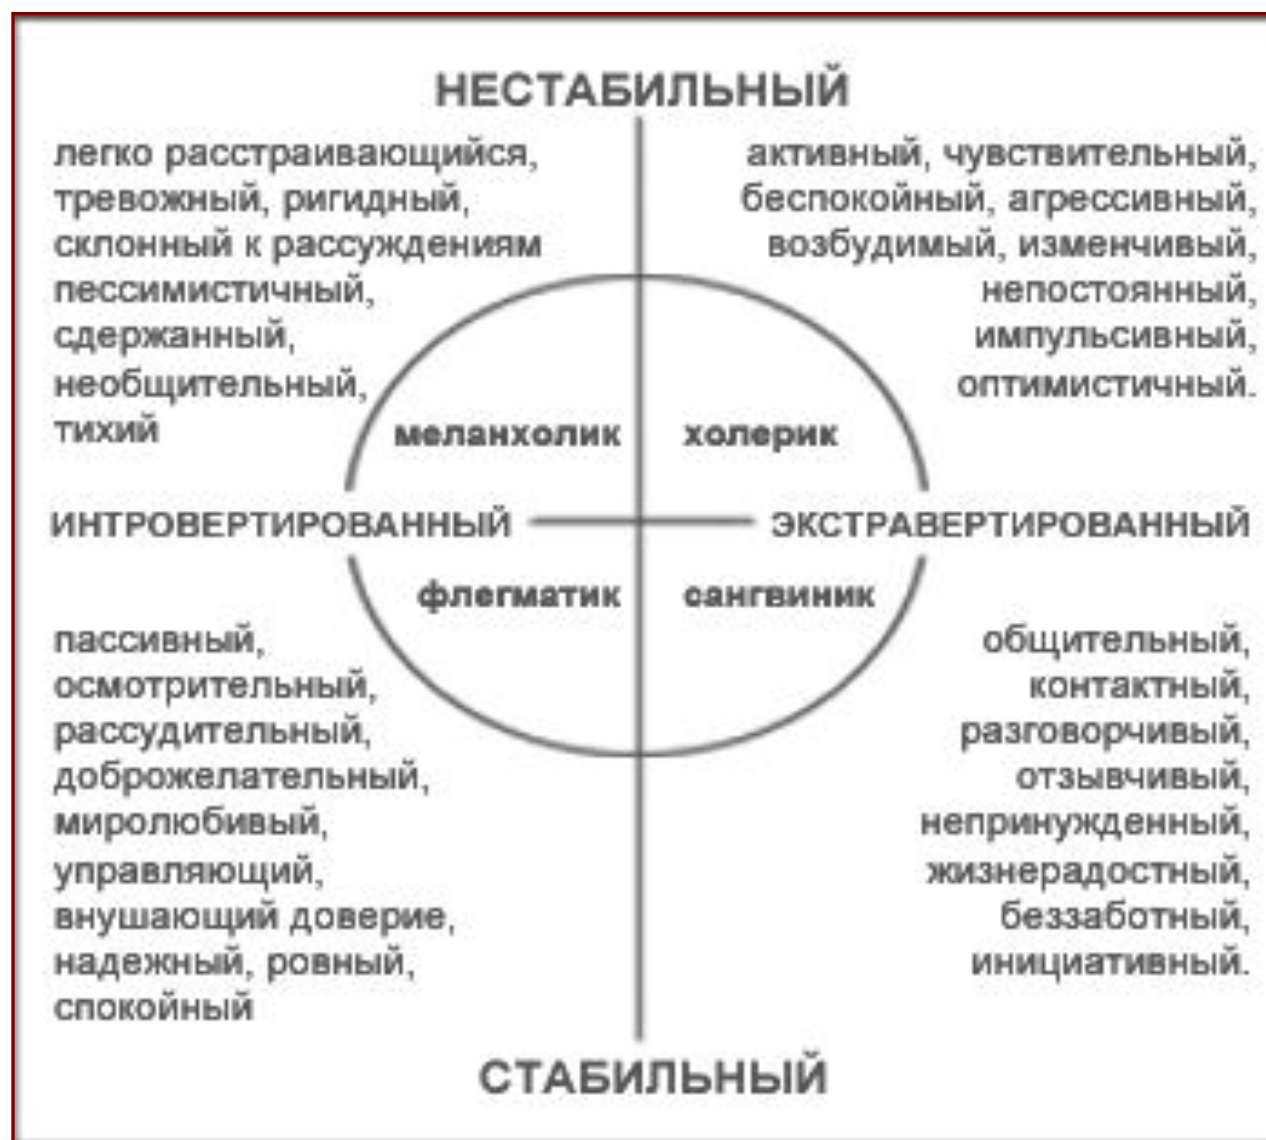 НЕСТАБИЛЬНЫЙ
легко расстраивающийся,
тревожный, ригидный,
склонный к рассуждениям
пессимистичный,
сдержанный,
необщительный,
тихий
активный, чувствительный,
беспокойный, агрессивный,
возбудимый, изменчивый,
непостоянный,
импульсивный,
оптимистичный.
меланхолик
холерик
ИНТРОВЕРТИРОВАННЫЙ
ЭКСТРАВЕРТИРОВАННЫЙ
флегматик
сангвиник
пассивный,
осмотрительный,
рассудительный,
доброжелательный,
миролюбивый,
управляющий,
внушающий доверие,
надежный, ровный,
спокойный
общительный,
контактный,
разговорчивый,
отзывчивый,
непринужденный,
жизнерадостный,
беззаботный,
инициативный.
СТАБИЛЬНЫЙ